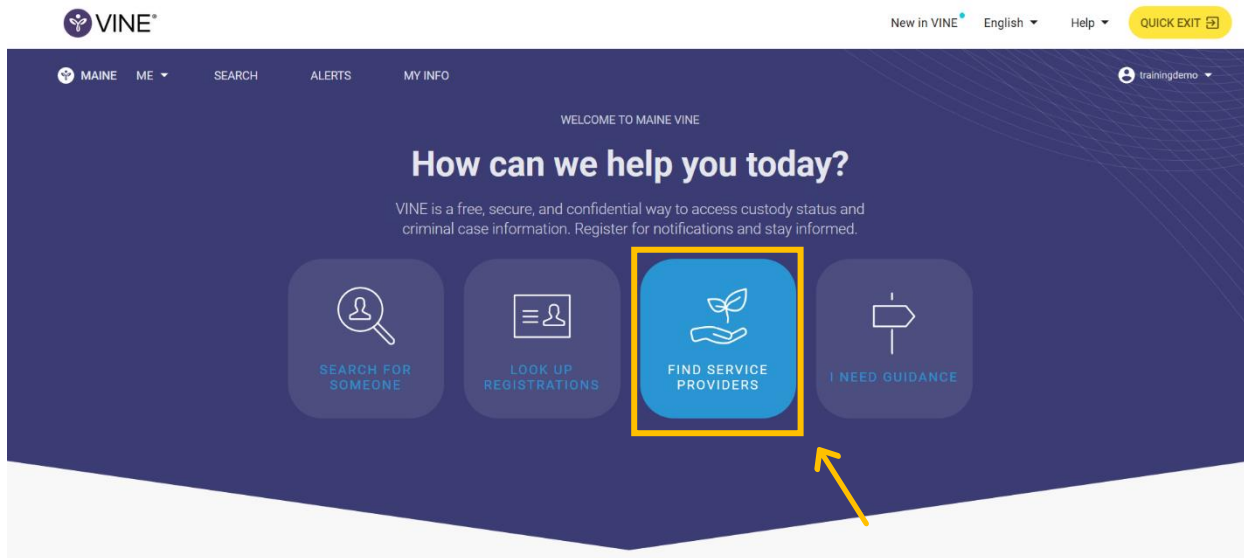 VINE®
New in VINE
English
Help
QUICK EXIT
MAINE
ME
SEARCH
ALERTS
MY INFO
trainingdemo
WELCOME TO MAINE VINE
How can we help you today?
VINE is a free, secure, and confidential way to access custody status and
criminal case information. Register for notifications and stay informed.
SEARCH FOR
SOMEONE
LOOK UP
REGISTRATIONS
FIND SERVICE
PROVIDERS
I NEED GUIDANCE